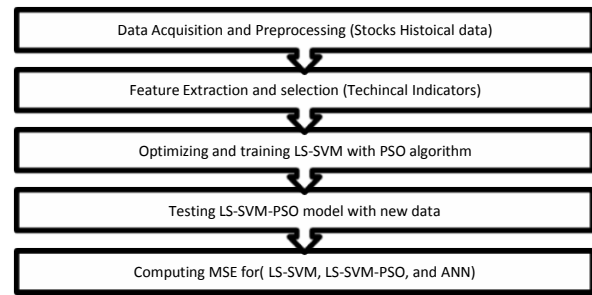 Data Acquisition and Preprocessing (Stocks Histoical data)
Feature Extraction and selection (Techincal Indicators)
Optimizing and training LS-SVM with PSO algorithm
Testing LS-SVM-PSO model with new data
Computing MSE for( LS-SVM, LS-SVM-PSO, and ANN)